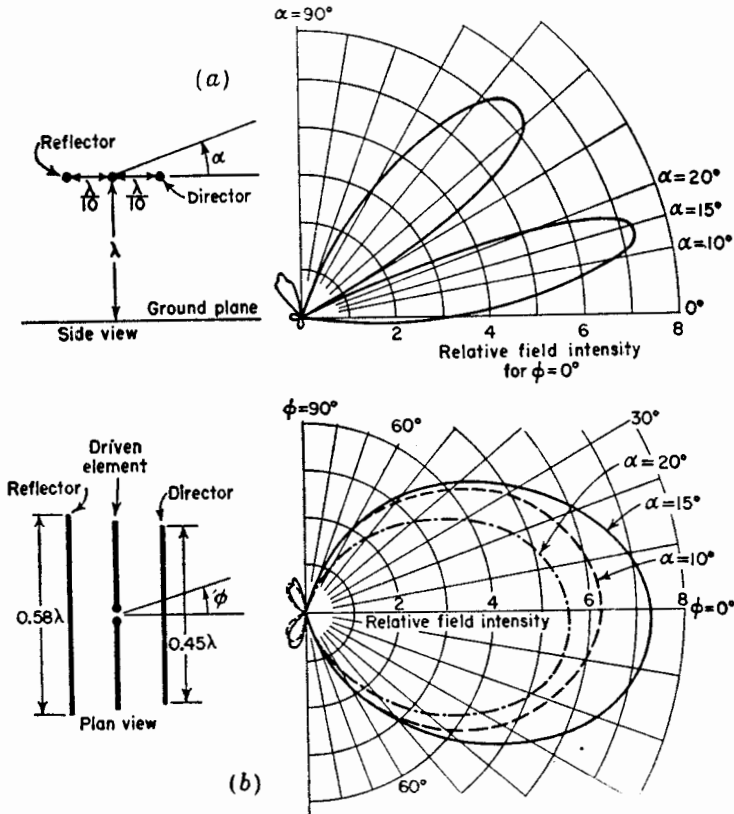 α=90°
(a)
Reflector
α
λ/10
λ/10
Director
λ
Ground plane
Side view
α=20°
α=15°
α=10°
0°
2
4
6
8
Relative field intensity
for ϕ=0°
ϕ=90°
60°
30°
Driven
element
Reflector
Director
α=20°
α=15°
α=10°
ϕ
0.58λ
0.45λ
2
4
6
8
ϕ=0°
Relative field intensity
Plan view
(b)
60°